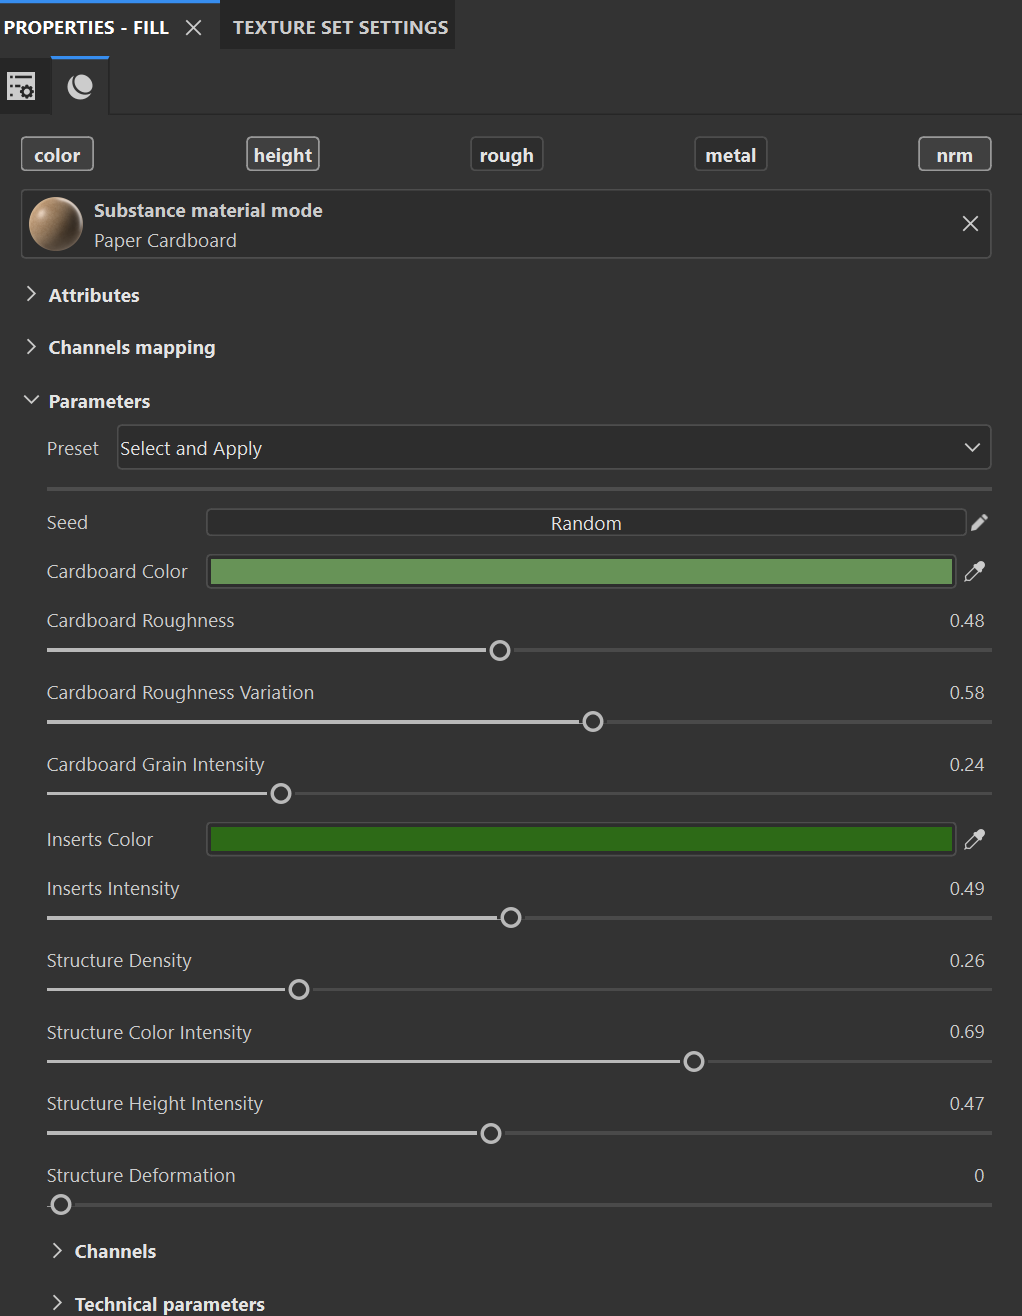 PROPERTIES - FILL
TEXTURE SET SETTINGS
color height rough metal nrm
Substance material mode
Paper Cardboard
Attributes
Channels mapping
Parameters
Preset Select and Apply
Seed Random
Cardboard Color
Cardboard Roughness 0.48
Cardboard Roughness Variation 0.58
Cardboard Grain Intensity 0.24
Inserts Color
Inserts Intensity 0.49
Structure Density 0.26
Structure Color Intensity 0.69
Structure Height Intensity 0.47
Structure Deformation 0
Channels
Technical parameters